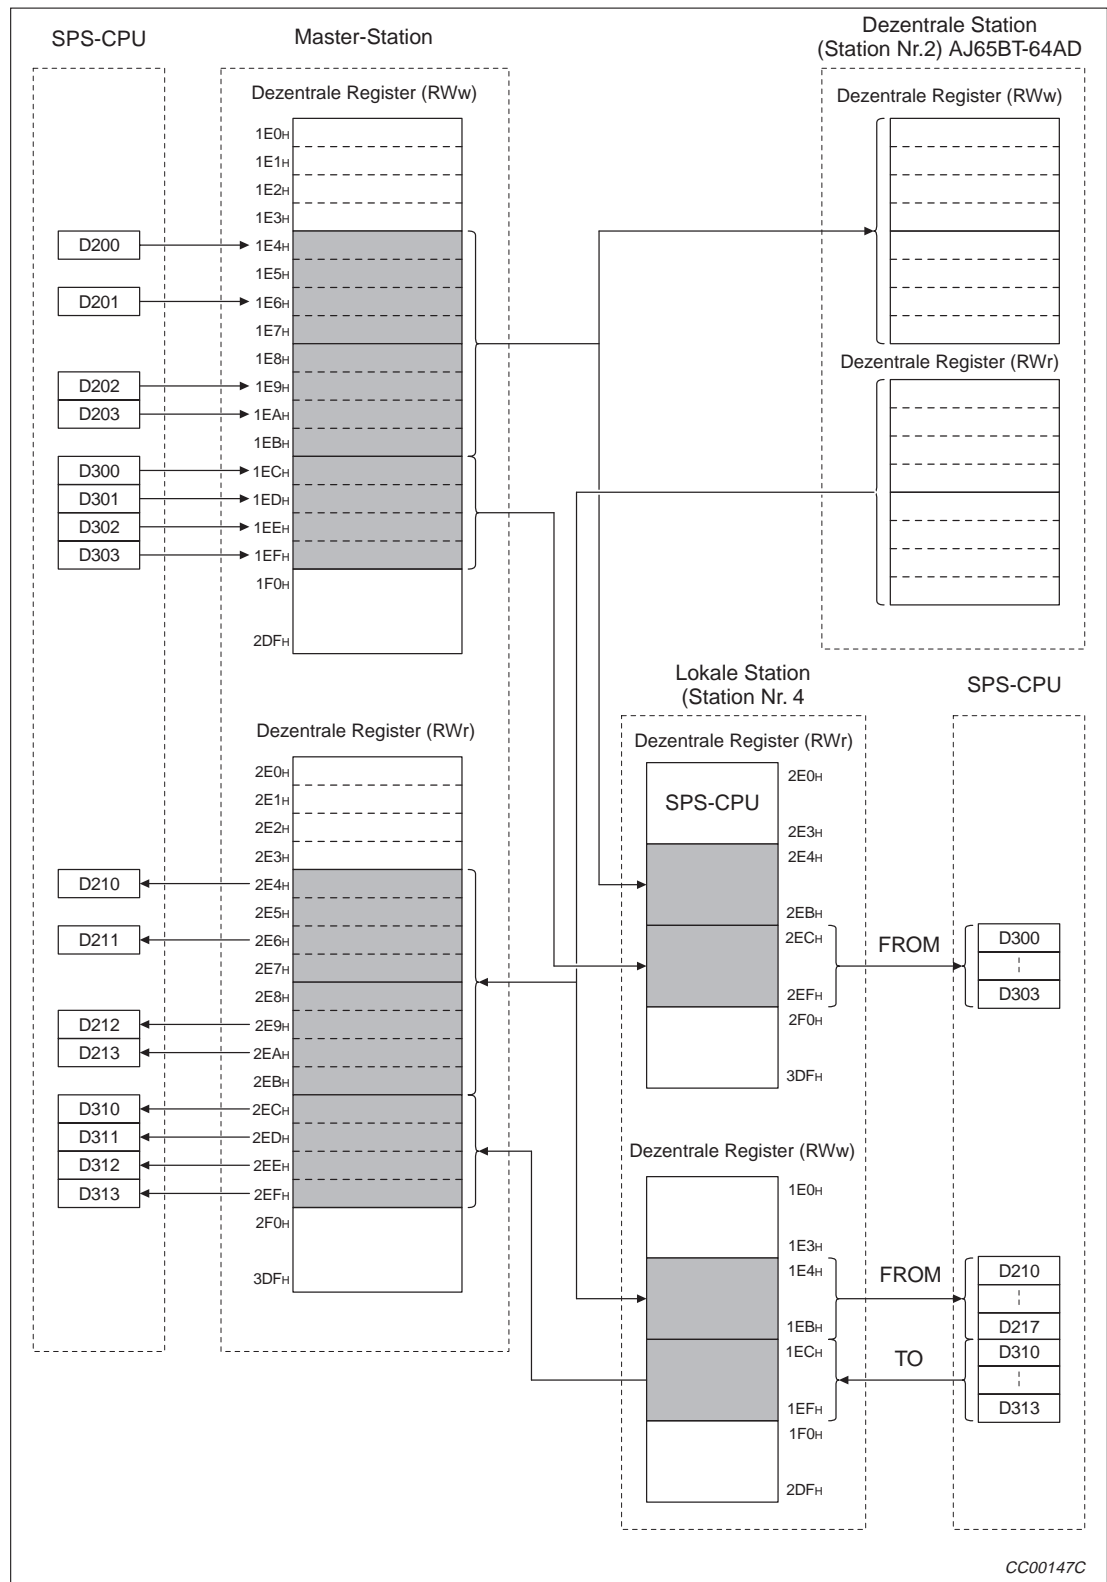 SPS-CPU
Master-Station
Dezentrale Station
(Station Nr.2) AJ65BT-64AD
Dezentrale Register (RWw)
1E0H
1E1H
1E2H
1E3H
D200
1E4H
1E5H
D201
1E6H
1E7H
1E8H
D202
1E9H
D203
1EAH
1EBH
D300
1ECH
D301
1EDH
D302
1EEH
D303
1EFH
1F0H
2DFH
Dezentrale Register (RWw)
Dezentrale Register (RWr)
Dezentrale Register (RWr)
2E0H
2E1H
2E2H
2E3H
D210
2E4H
2E5H
D211
2E6H
2E7H
2E8H
D212
2E9H
D213
2EAH
2EBH
D310
2ECH
D311
2EDH
D312
2EEH
D313
2EFH
2F0H
3DFH
Lokale Station
(Station Nr. 4
SPS-CPU
Dezentrale Register (RWr)
SPS-CPU
2E0H
2E3H
2E4H
2EBH
2ECH
FROM
D300
2EFH
D303
2F0H
3DFH
Dezentrale Register (RWw)
1E0H
1E3H
1E4H
FROM
D210
1EBH
D217
1ECH
TO
D310
1EFH
D313
1F0H
2DFH
CC00147C